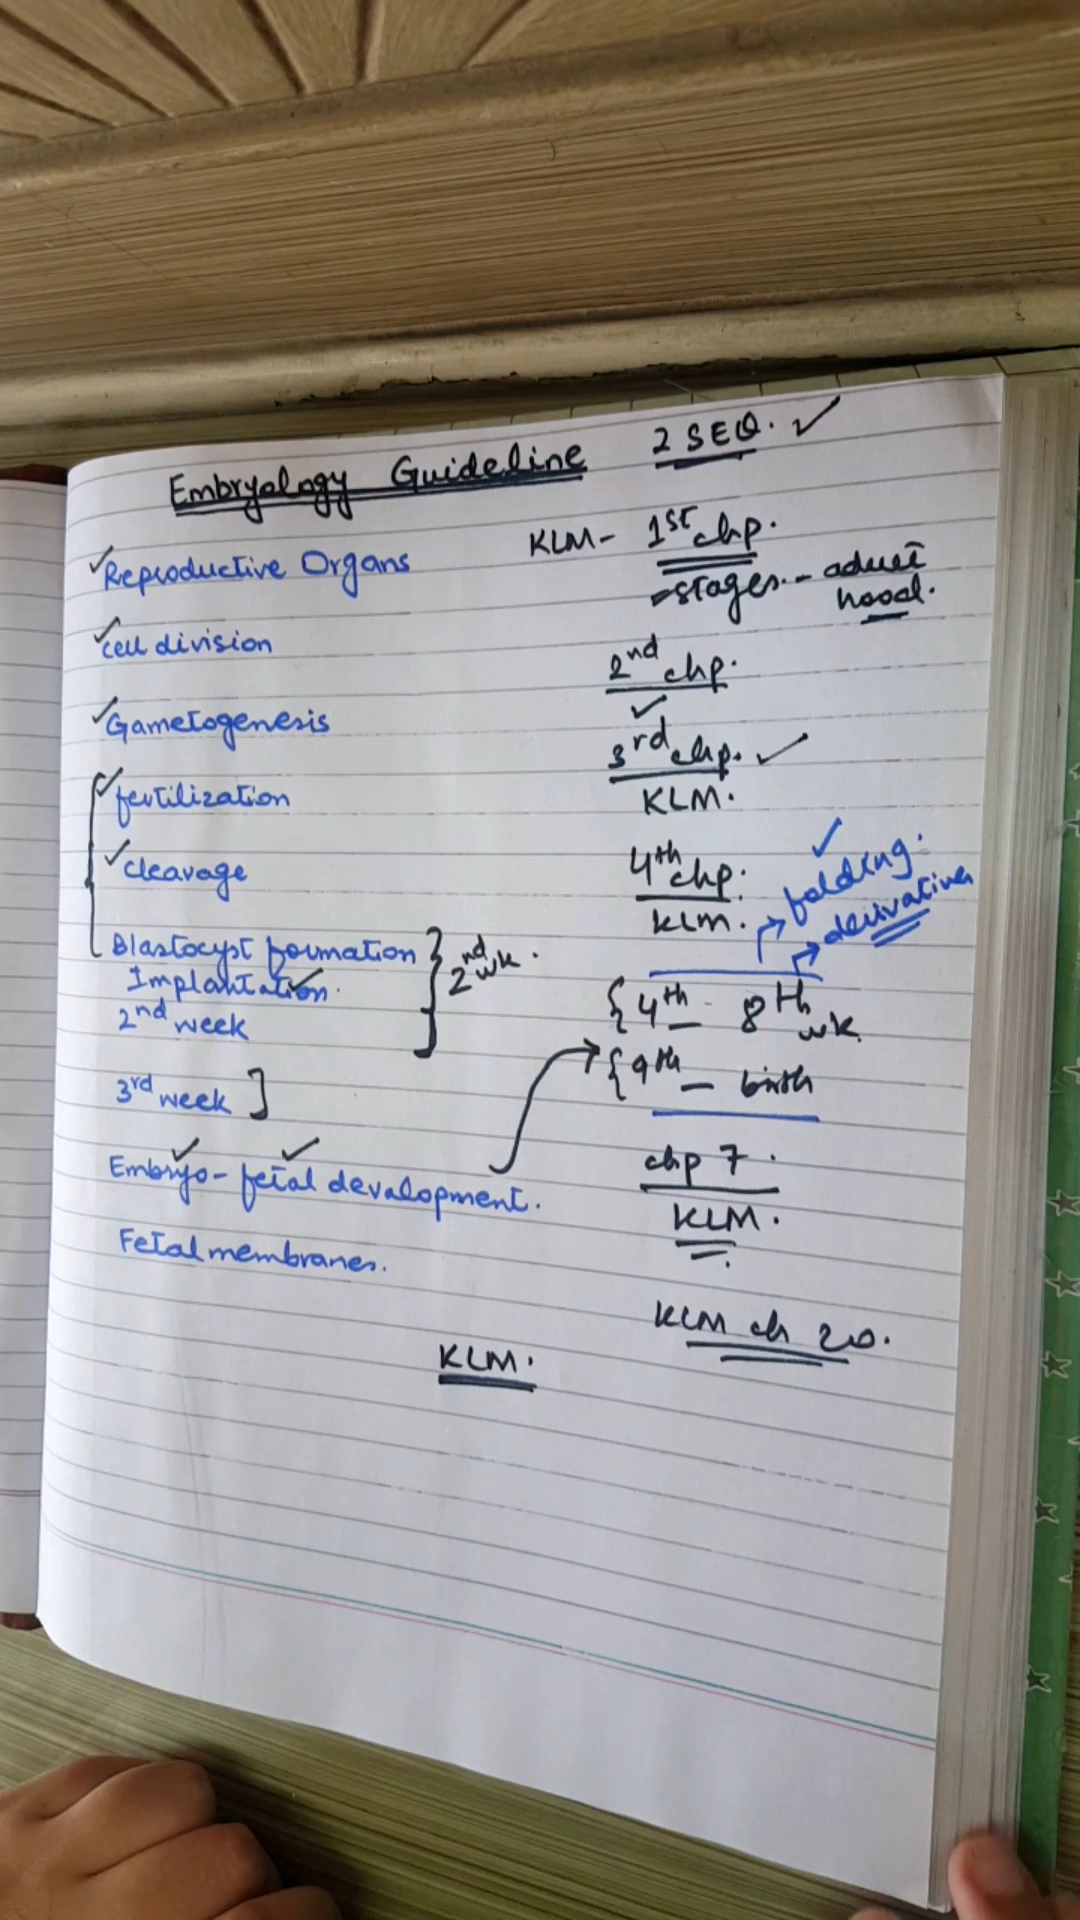 Embryology Guideline 2 SEQ.
Reproductive Organs KLM - 1st chp.
stages. - adult
hood.
cell division
2nd chp.
Gametogenesis
3rd chp.
KLM.
fertilization
Cleavage
4th chp.
KLM.
folding.
derivatives
Blastocyst formation
Implantation.
2nd week
2nd wk.
4th - 8th wk
9th - birth
3rd week
Embryo - fetal devalopment.
chp 7.
KLM.
Fetal membranes.
KLM ch 20.
KLM.